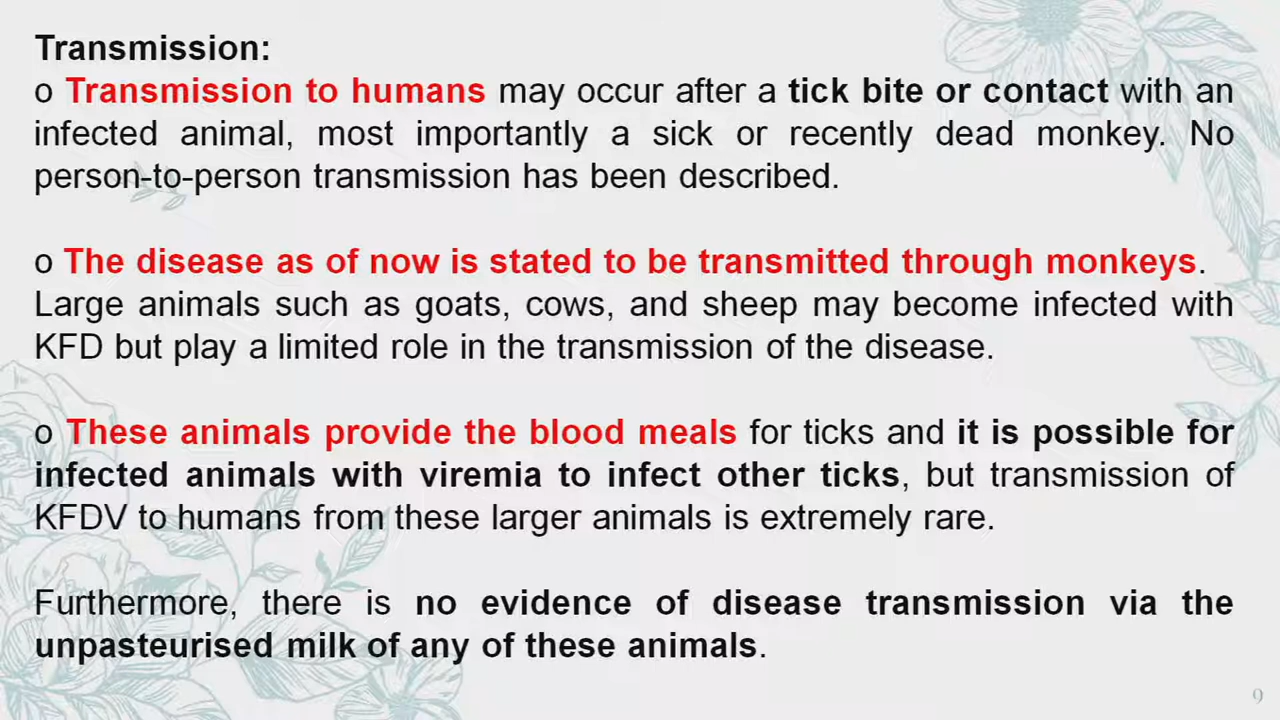 Transmission:
o Transmission to humans may occur after a tick bite or contact with an
infected animal, most importantly a sick or recently dead monkey. No
person-to-person transmission has been described.
o The disease as of now is stated to be transmitted through monkeys.
Large animals such as goats, cows, and sheep may become infected with
KFD but play a limited role in the transmission of the disease.
o These animals provide the blood meals for ticks and it is possible for
infected animals with viremia to infect other ticks, but transmission of
KFDV to humans from these larger animals is extremely rare.
Furthermore, there is no evidence of disease transmission via the
unpasteurised milk of any of these animals.
9